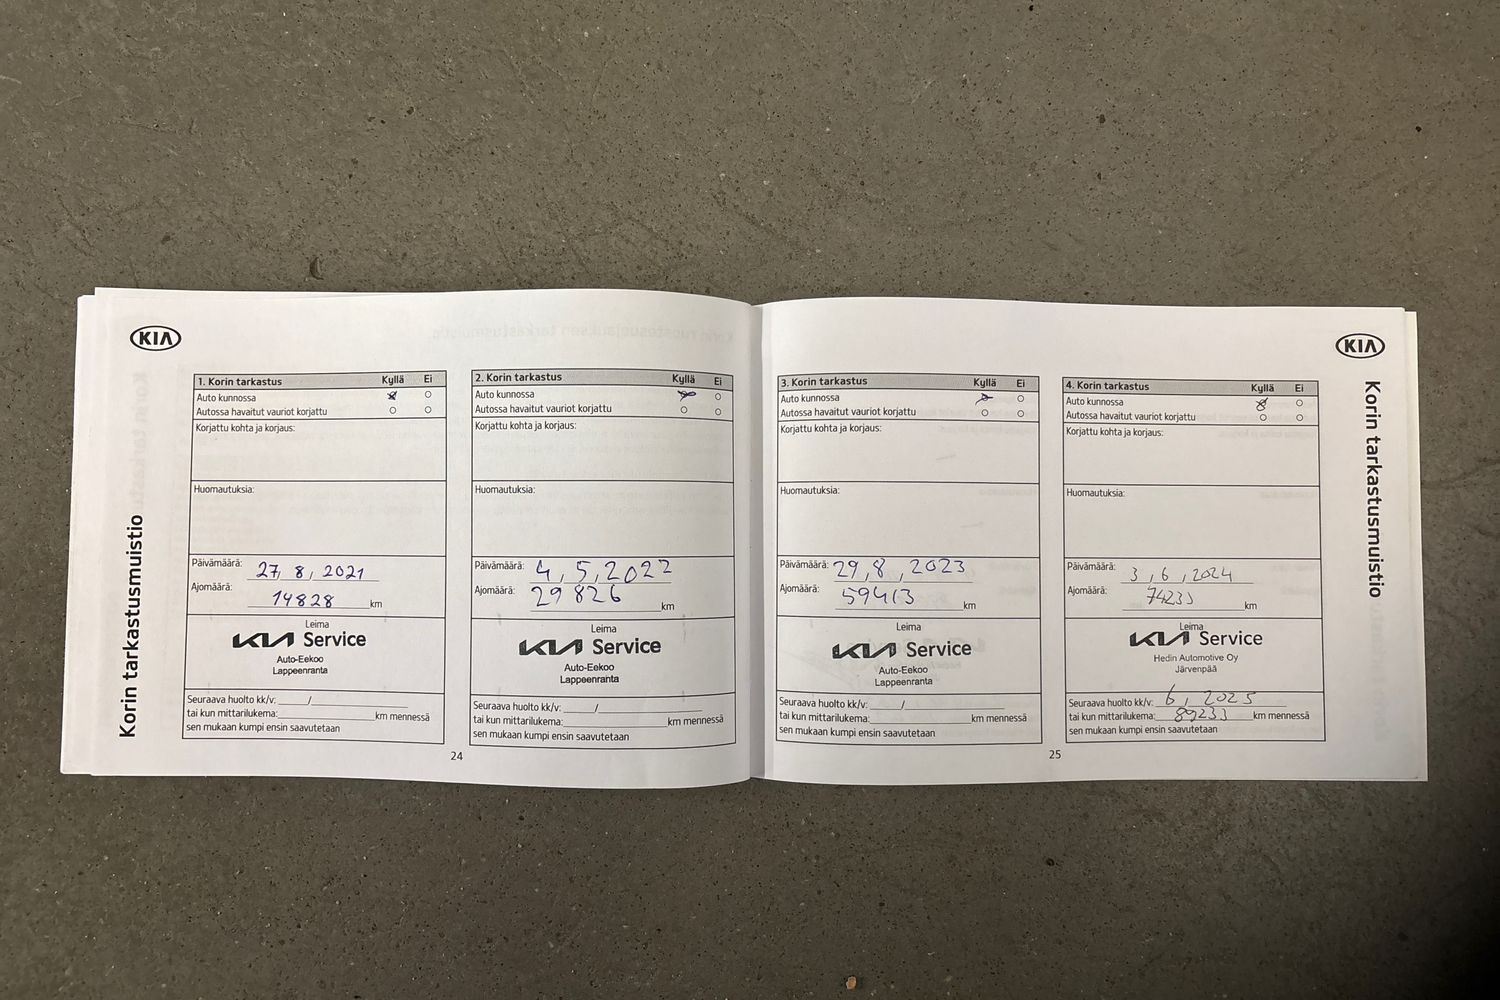 KIA
Korin tarkastusmuistio
1. Korin tarkastus Kyllä Ei
Auto kunnossa
Autossa havaitut vauriot korjattu
Korjattu kohta ja korjaus:
Huomautuksia:
Päivämäärä: 27, 8, 2021
Ajomäärä: 14828 km
Leima
KIA Service
Auto-Eekoo
Lappeenranta
Seuraava huolto kk/v: /
tai kun mittarilukema: km mennessä
sen mukaan kumpi ensin saavutetaan
2. Korin tarkastus Kyllä Ei
Auto kunnossa
Autossa havaitut vauriot korjattu
Korjattu kohta ja korjaus:
Huomautuksia:
Päivämäärä: 4, 5, 2022
Ajomäärä: 29826 km
Leima
KIA Service
Auto-Eekoo
Lappeenranta
Seuraava huolto kk/v: /
tai kun mittarilukema: km mennessä
sen mukaan kumpi ensin saavutetaan
24
3. Korin tarkastus Kyllä Ei
Auto kunnossa
Autossa havaitut vauriot korjattu
Korjattu kohta ja korjaus:
Huomautuksia:
Päivämäärä: 29, 8, 2023
Ajomäärä: 59413 km
Leima
KIA Service
Auto-Eekoo
Lappeenranta
Seuraava huolto kk/v: /
tai kun mittarilukema: km mennessä
sen mukaan kumpi ensin saavutetaan
4. Korin tarkastus Kyllä Ei
Auto kunnossa
Autossa havaitut vauriot korjattu
Korjattu kohta ja korjaus:
Huomautuksia:
Päivämäärä: 3, 6, 2024
Ajomäärä: 74233 km
Leima
KIA Service
Hedin Automotive Oy
Järvenpää
Seuraava huolto kk/v: 6, 2025
tai kun mittarilukema: 89233 km mennessä
sen mukaan kumpi ensin saavutetaan
25
KIA
Korin tarkastusmuistio